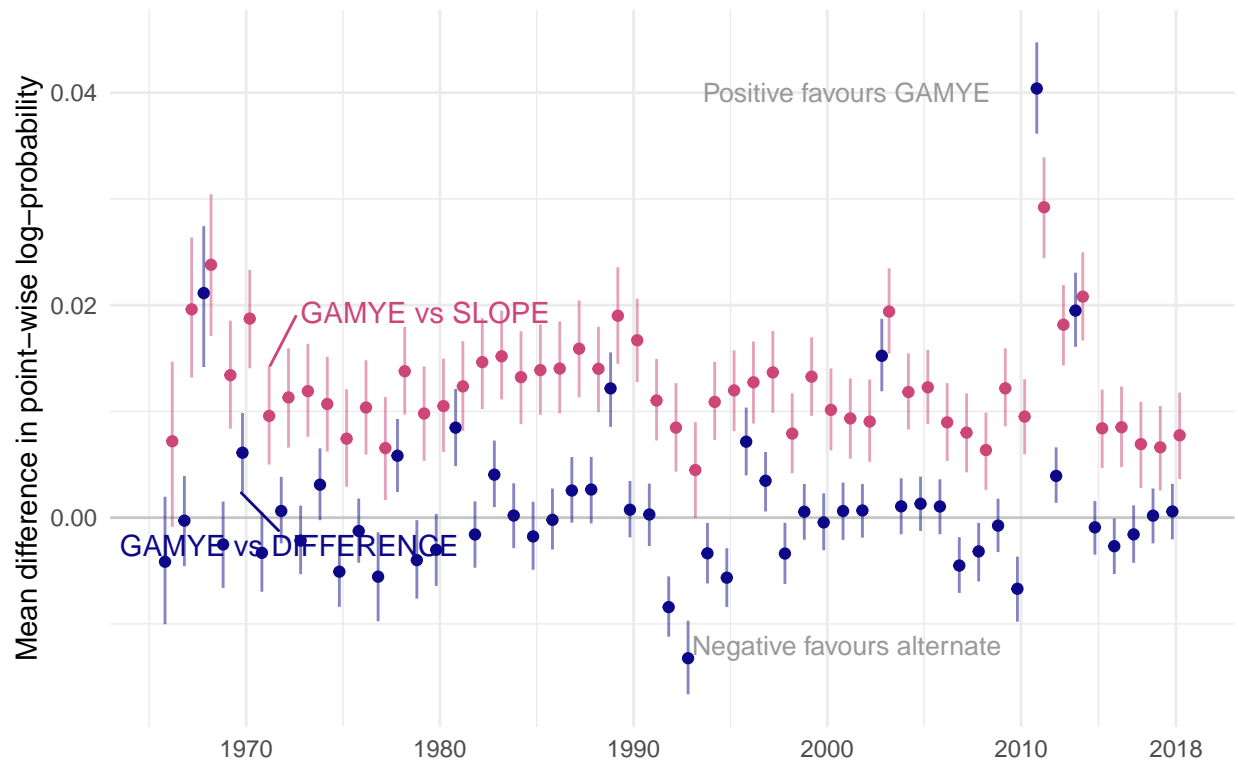 Mean difference in point−wise log−probability
0.04
0.02
0.00
Positive favours GAMYE
GAMYE vs SLOPE
GAMYE vs DIFFERENCE
Negative favours alternate
1970 1980 1990 2000 2010 2018